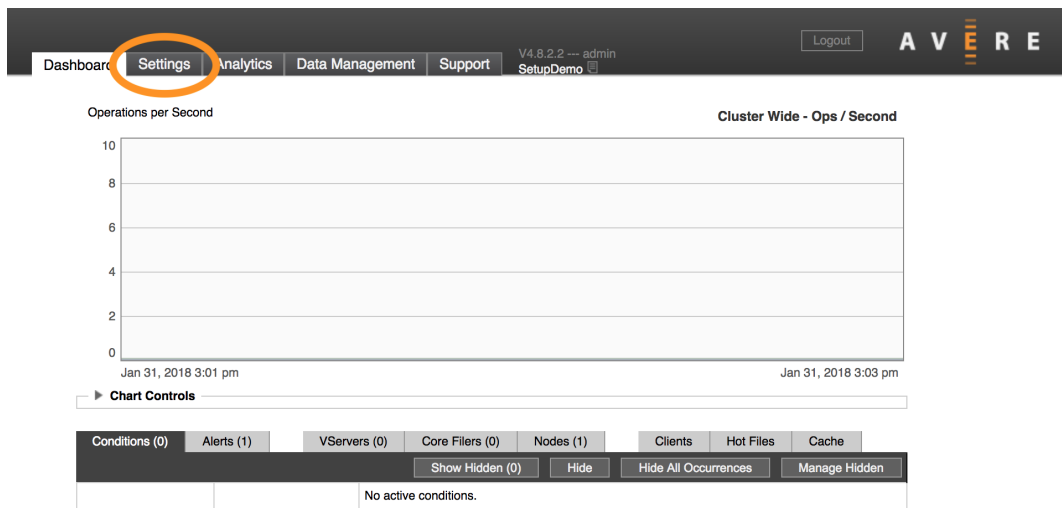 Logout
AVERE
V4.8.2.2 --- admin
Dashboard Settings Analytics Data Management Support SetupDemo
Operations per Second
Cluster Wide - Ops / Second
10
8
6
4
2
0
Jan 31, 2018 3:01 pm Jan 31, 2018 3:03 pm
Chart Controls
Conditions (0) Alerts (1) VServers (0) Core Filers (0) Nodes (1) Clients Hot Files Cache
Show Hidden (0) Hide Hide All Occurrences Manage Hidden
No active conditions.